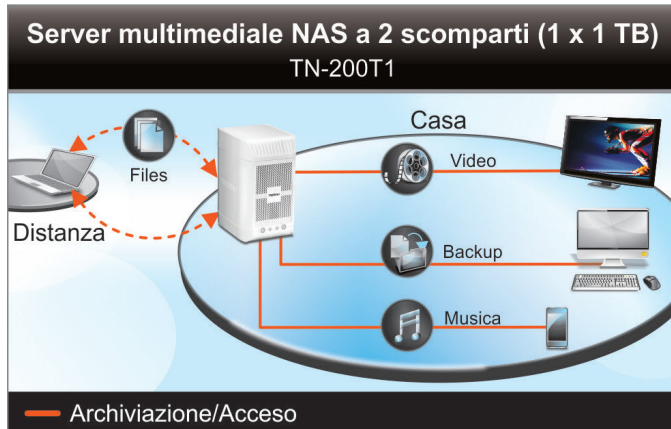 Server multimediale NAS a 2 scomparti (1 x 1 TB)
TN-200T1
Casa
Files
Video
Distanza
Backup
Musica
Archiviazione/Acceso